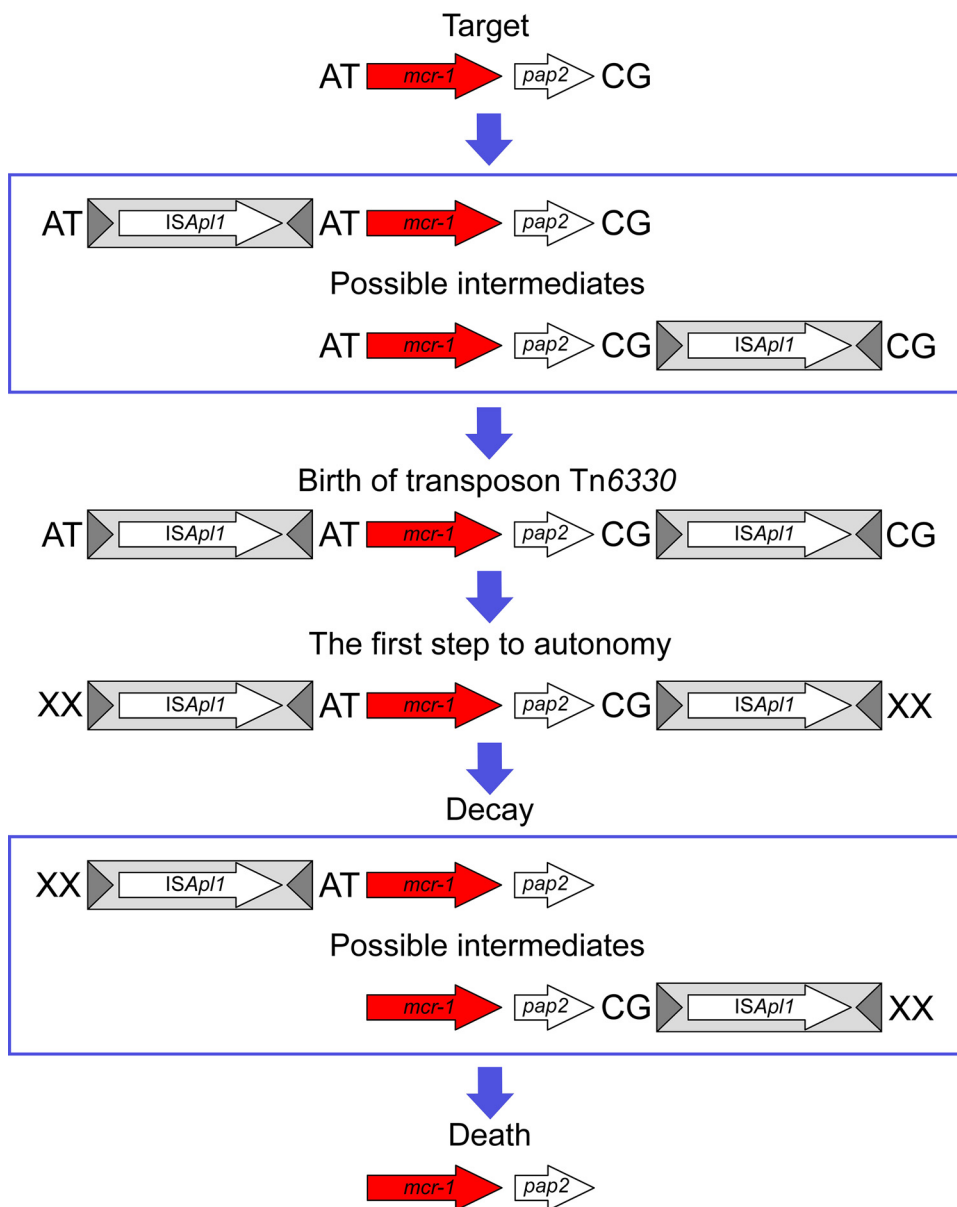 Target
AT mcr-1 pap2 CG
AT ISApl1 AT mcr-1 pap2 CG
Possible intermediates
AT mcr-1 pap2 CG ISApl1 CG
Birth of transposon Tn6330
AT ISApl1 AT mcr-1 pap2 CG ISApl1 CG
The first step to autonomy
XX ISApl1 AT mcr-1 pap2 CG ISApl1 XX
Decay
XX ISApl1 AT mcr-1 pap2
Possible intermediates
mcr-1 pap2 CG ISApl1 XX
Death
mcr-1 pap2